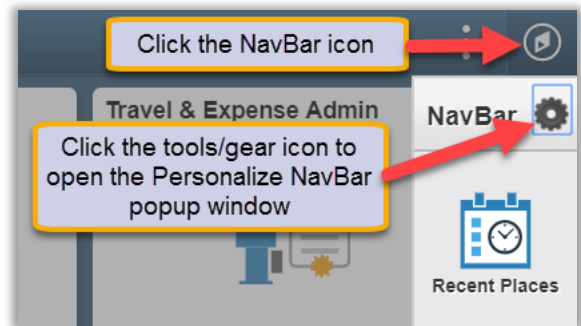 Click the NavBar icon
Travel & Expense Admin
NavBar
Click the tools/gear icon to
open the Personalize NavBar
popup window
Recent Places